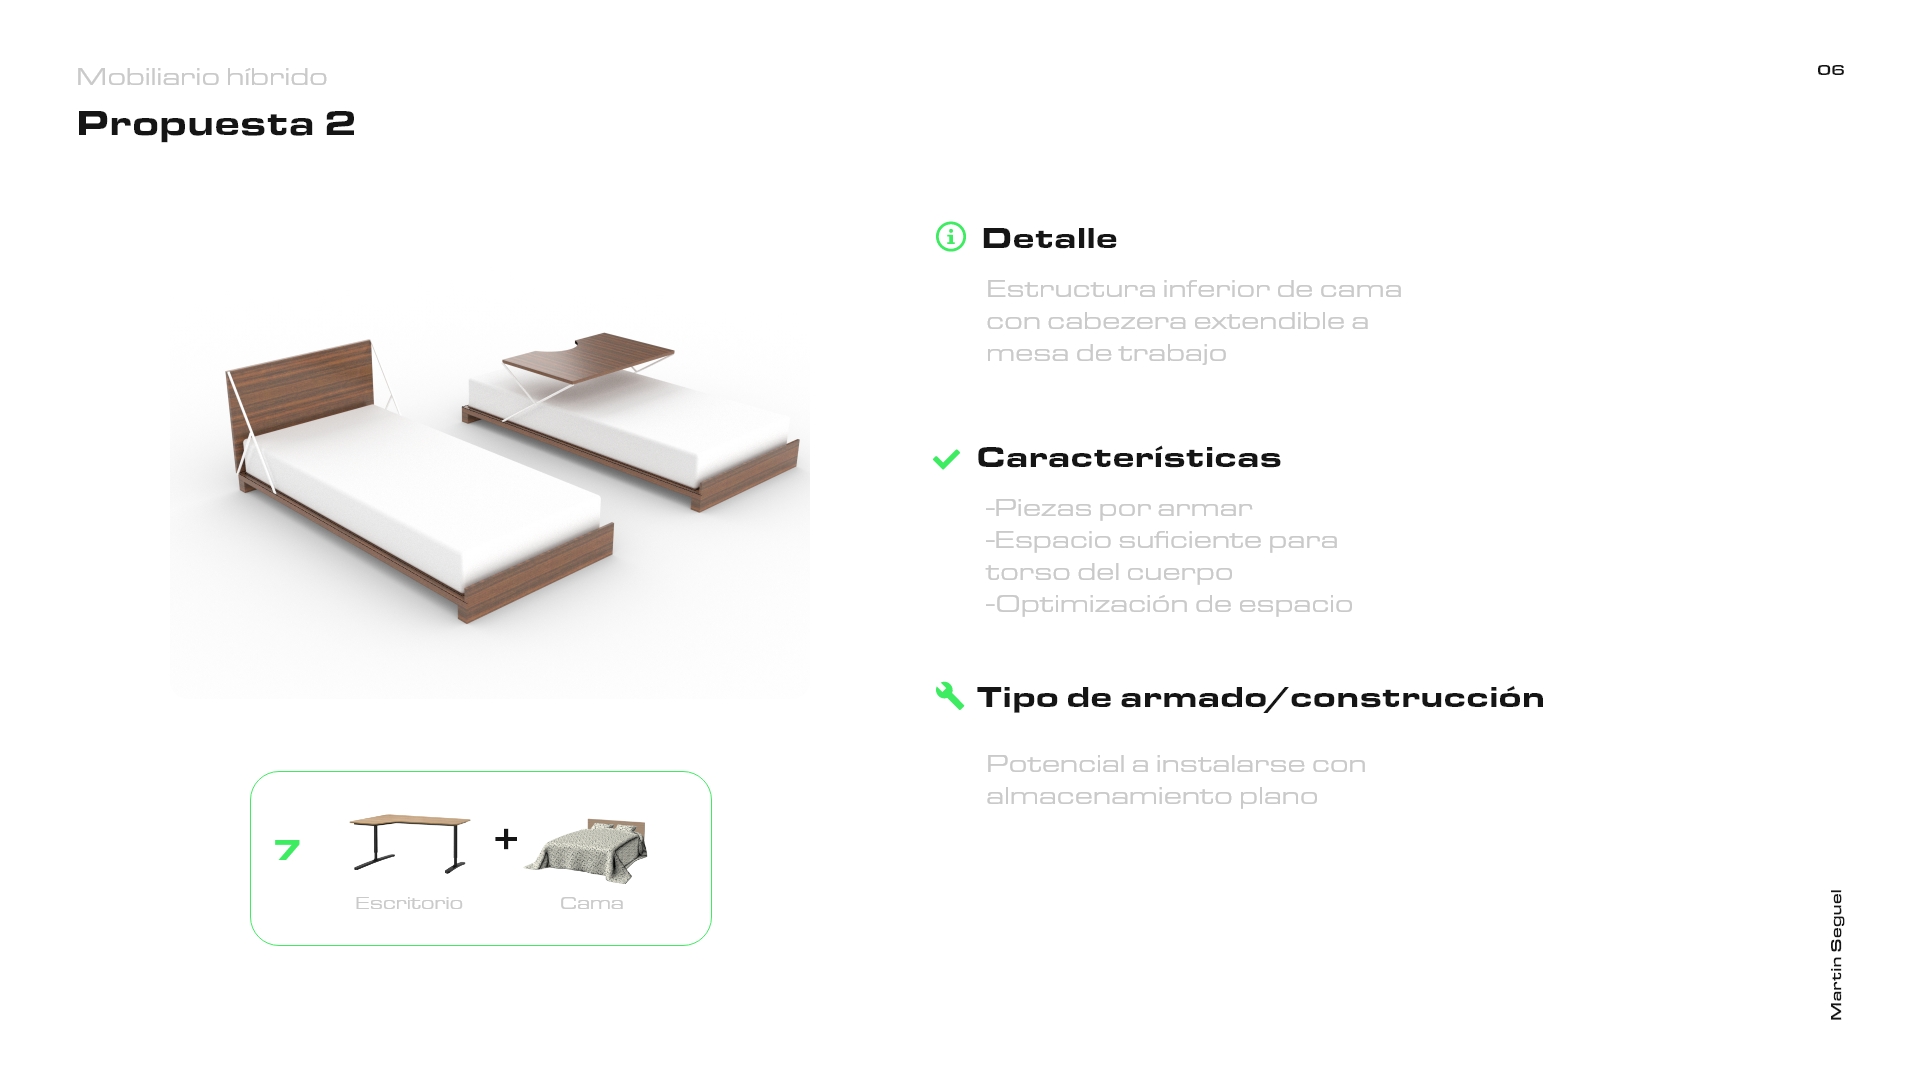 Mobiliario híbrido
06
Propuesta 2
Detalle
Estructura inferior de cama
con cabezera extendible a
mesa de trabajo
Características
-Piezas por armar
-Espacio suficiente para
torso del cuerpo
-Optimización de espacio
Tipo de armado/construcción
Potencial a instalarse con
almacenamiento plano
7
+
Escritorio
Cama
Martin Seguel